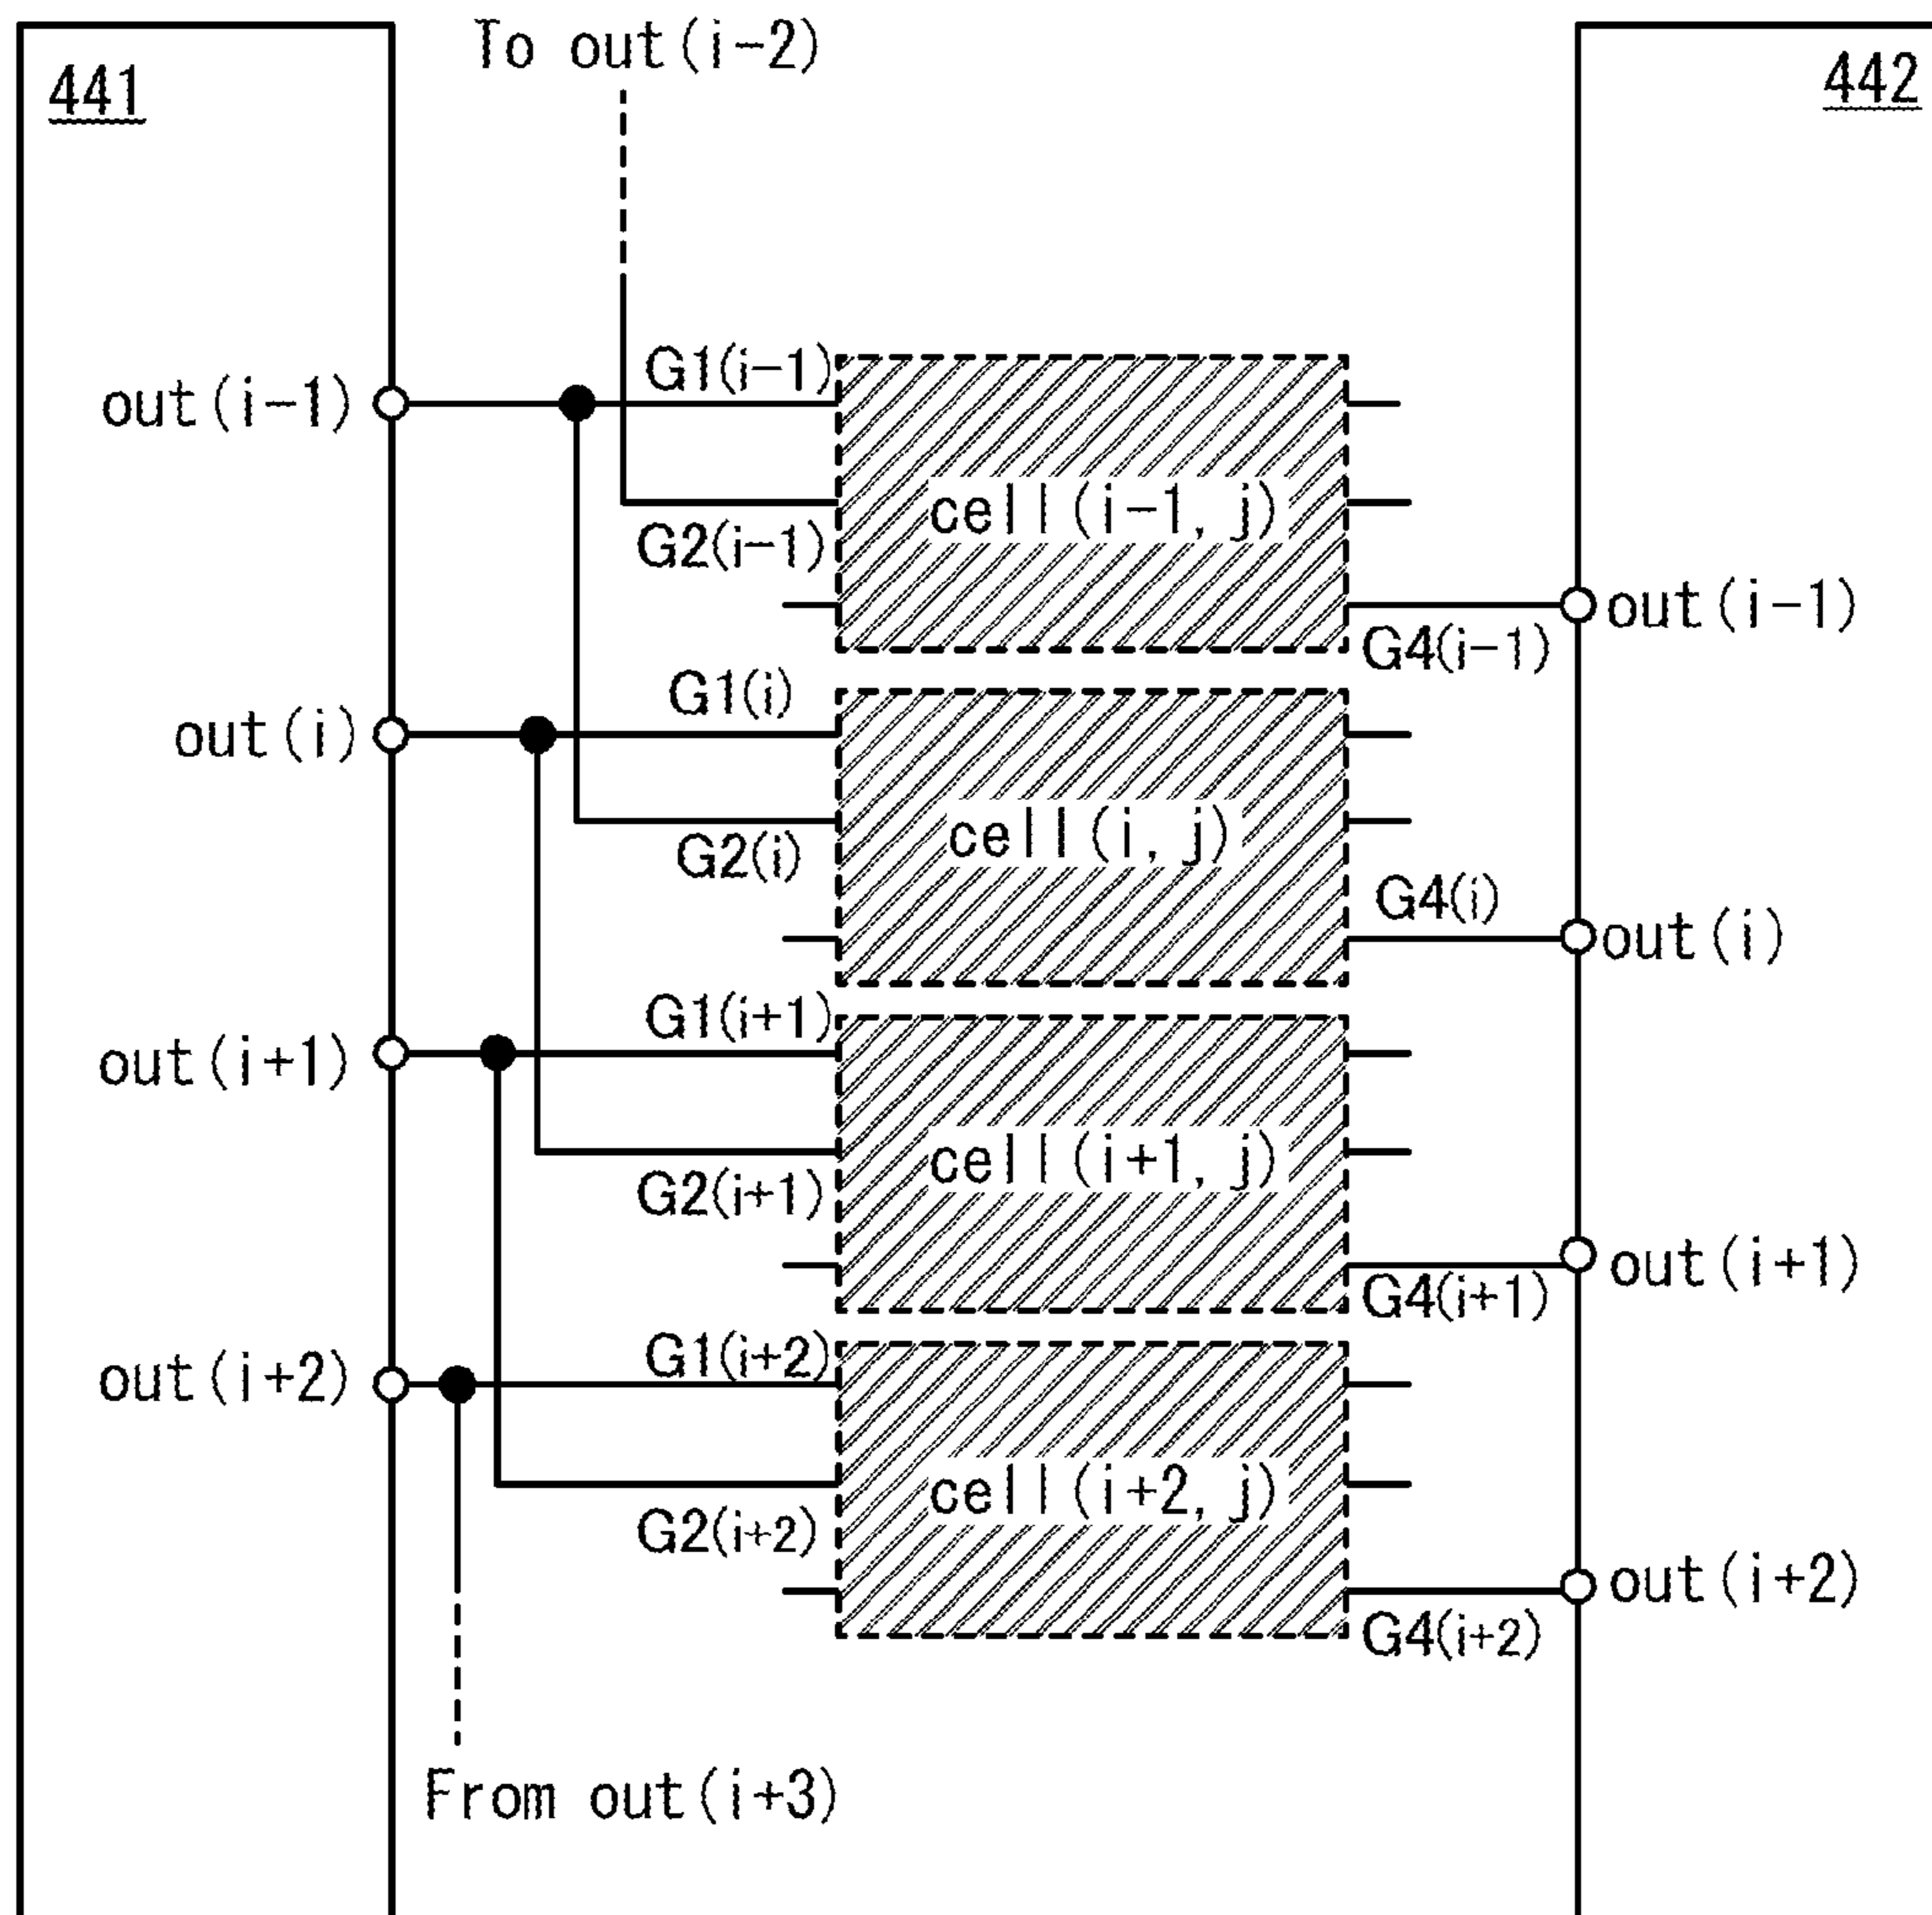 To out(i-2)
441
442
G1(i-1)
out(i-1)
cell(i-1, j)
G2(i-1)
out(i-1)
G4(i-1)
G1(i)
out(i)
cell(i, j)
G2(i)
G4(i)
out(i)
G1(i+1)
out(i+1)
cell(i+1, j)
G2(i+1)
out(i+1)
G4(i+1)
G1(i+2)
out(i+2)
cell(i+2, j)
G2(i+2)
out(i+2)
G4(i+2)
From out(i+3)